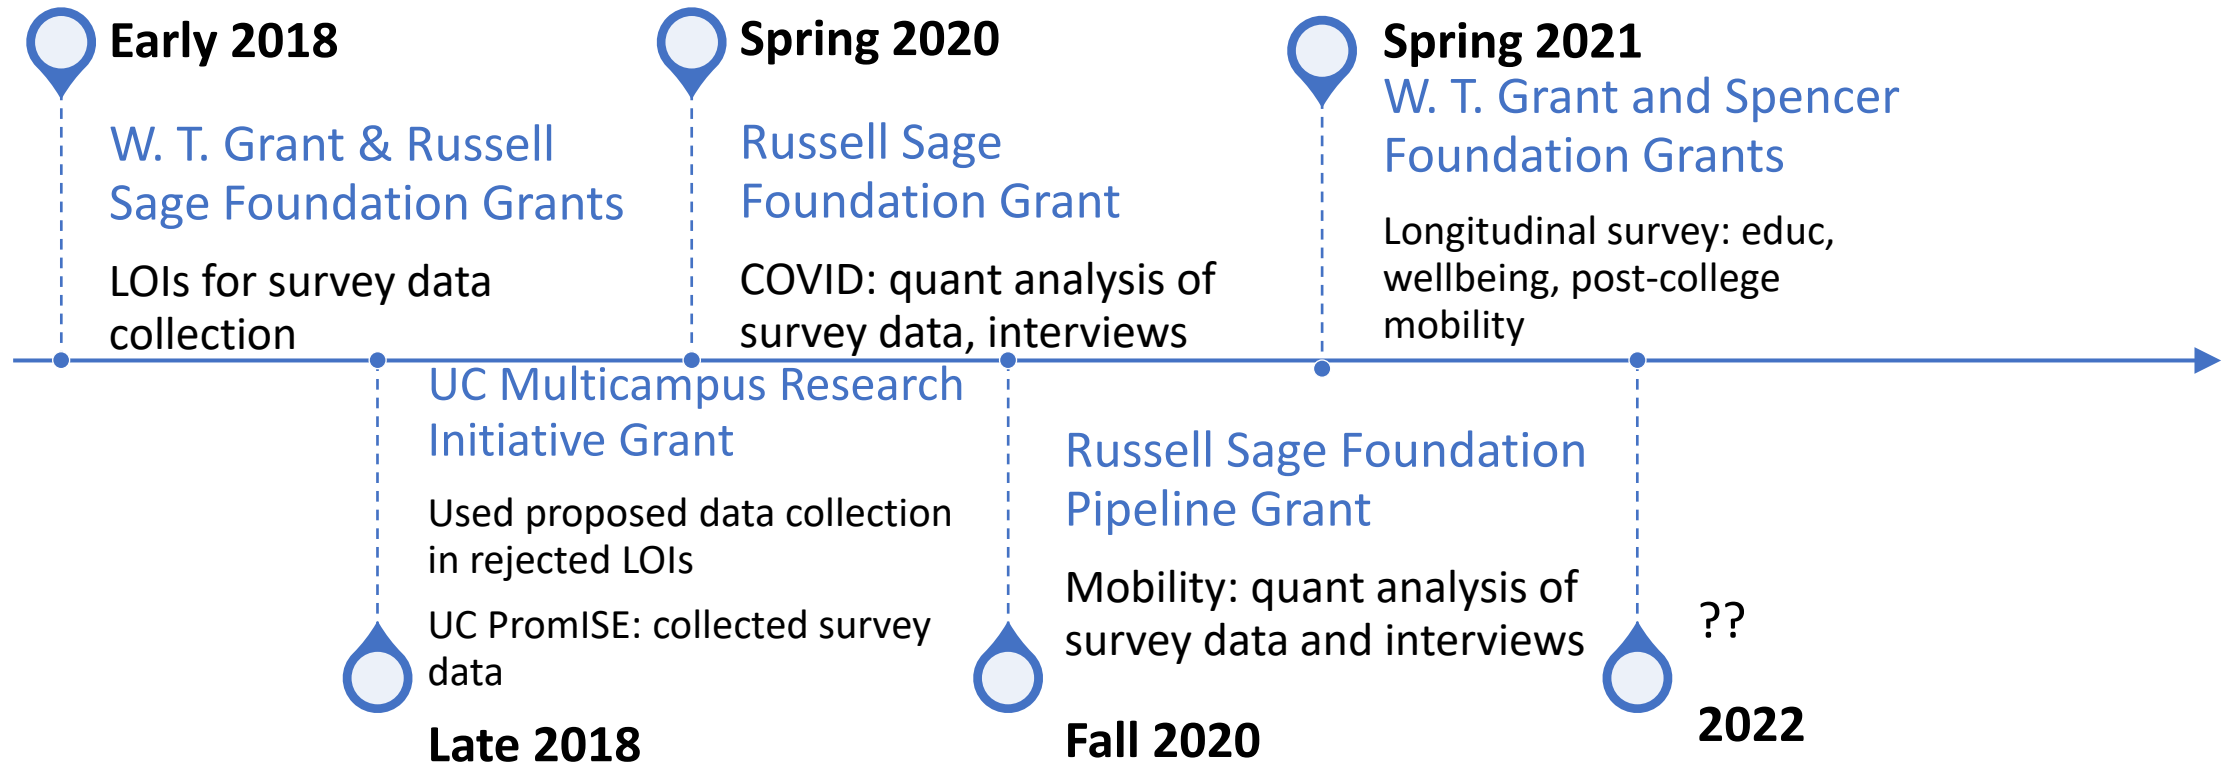 Early 2018
W. T. Grant & Russell
Sage Foundation Grants
LOIs for survey data
collection
UC Multicampus Research
Initiative Grant
Used proposed data collection
in rejected LOIs
UC PromISE: collected survey
data
Late 2018
Spring 2020
Russell Sage
Foundation Grant
COVID: quant analysis of
survey data, interviews
Russell Sage Foundation
Pipeline Grant
Mobility: quant analysis of
survey data and interviews
Fall 2020
Spring 2021
W. T. Grant and Spencer
Foundation Grants
Longitudinal survey: educ,
wellbeing, post-college
mobility
??
2022